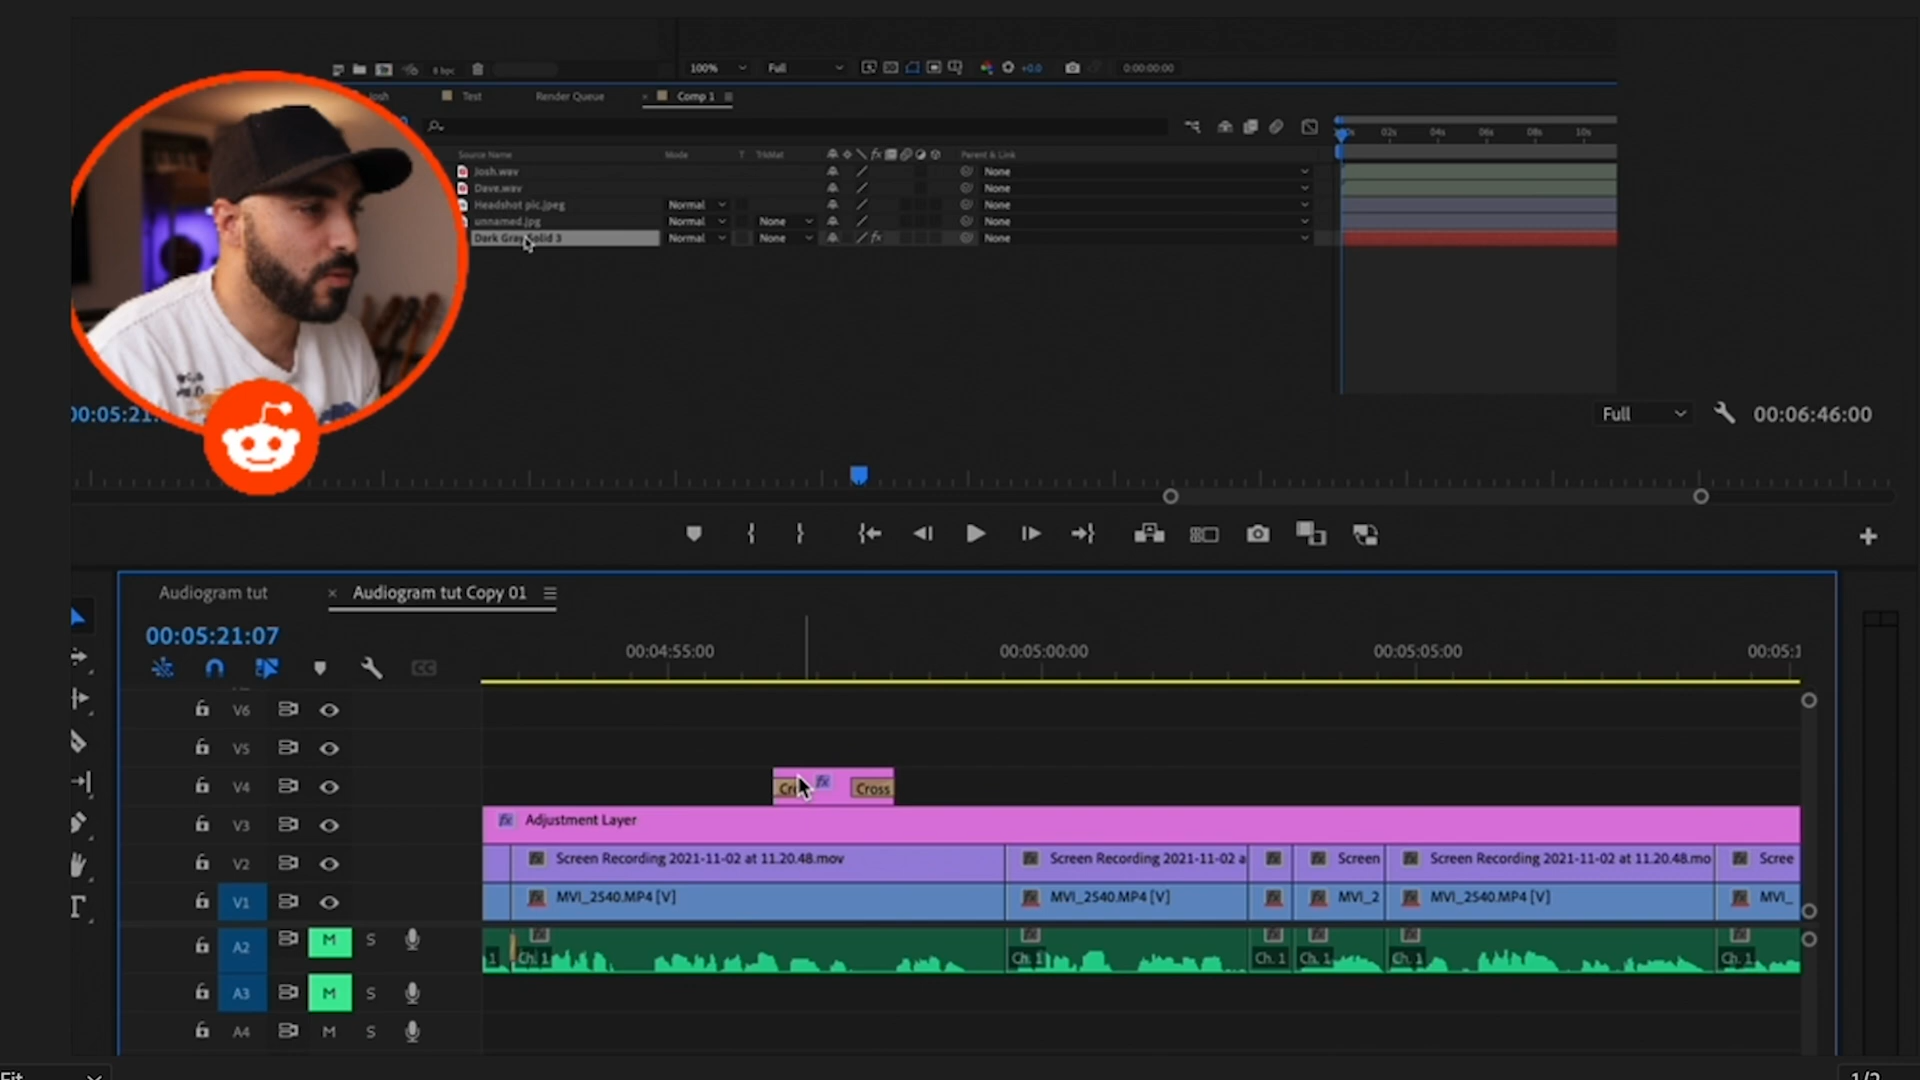 8 bpc
100%
Full
+0.0
0:00:00:00
Josh
Test
Render Queue
× Comp 1
02s
04s
06s
08s
10s
Source Name
Mode
T TrkMat
Parent & Link
Josh.wav
None
Dave.wav
None
Headshot pic.jpeg
Normal
None
unnamed.jpg
Normal
None
None
Dark Gray Solid 3
Normal
None
None
00:05:21
Full
00:06:46:00
Audiogram tut
× Audiogram tut Copy 01
00:05:21:07
00:04:55:00
00:05:00:00
00:05:05:00
00:05:1
CC
V6
V5
V4
Cr
fx
Cross
V3
fx Adjustment Layer
V2
Screen Recording 2021-11-02 at 11.20.48.mov
Screen Recording 2021-11-02 a
Screen
Screen Recording 2021-11-02 at 11.20.48.mo
Scree
V1
MVI_2540.MP4 [V]
MVI_2540.MP4 [V]
MVI_2
MVI_2540.MP4 [V]
MVI_
A2
M
S
1
Ch. 1
Ch. 1
Ch. 1
Ch. 1
Ch. 1
Ch. 1
A3
M
S
A4
M
S
Fit
1/2